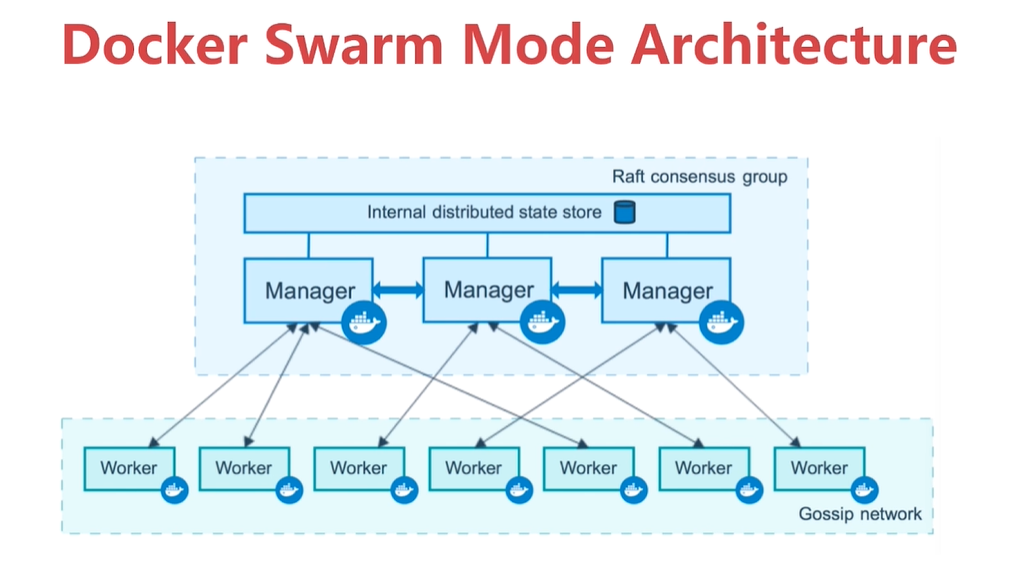 Docker Swarm Mode Architecture
Raft consensus group
Internal distributed state store
Manager
Manager
Manager
Worker
Worker
Worker
Worker
Worker
Worker
Worker
Gossip network